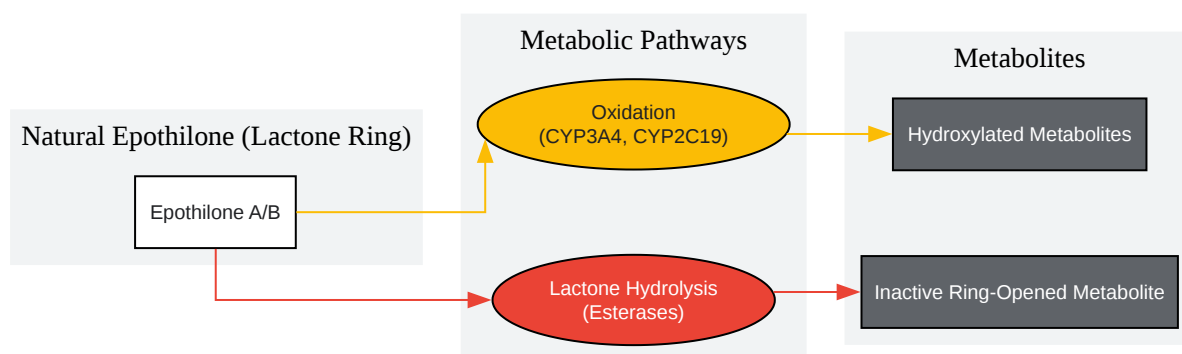 Natural Epothilone (Lactone Ring)
Epothilone A/B
Metabolic Pathways
Oxidation
(CYP3A4, CYP2C19)
Lactone Hydrolysis
(Esterases)
Metabolites
Hydroxylated Metabolites
Inactive Ring-Opened Metabolite